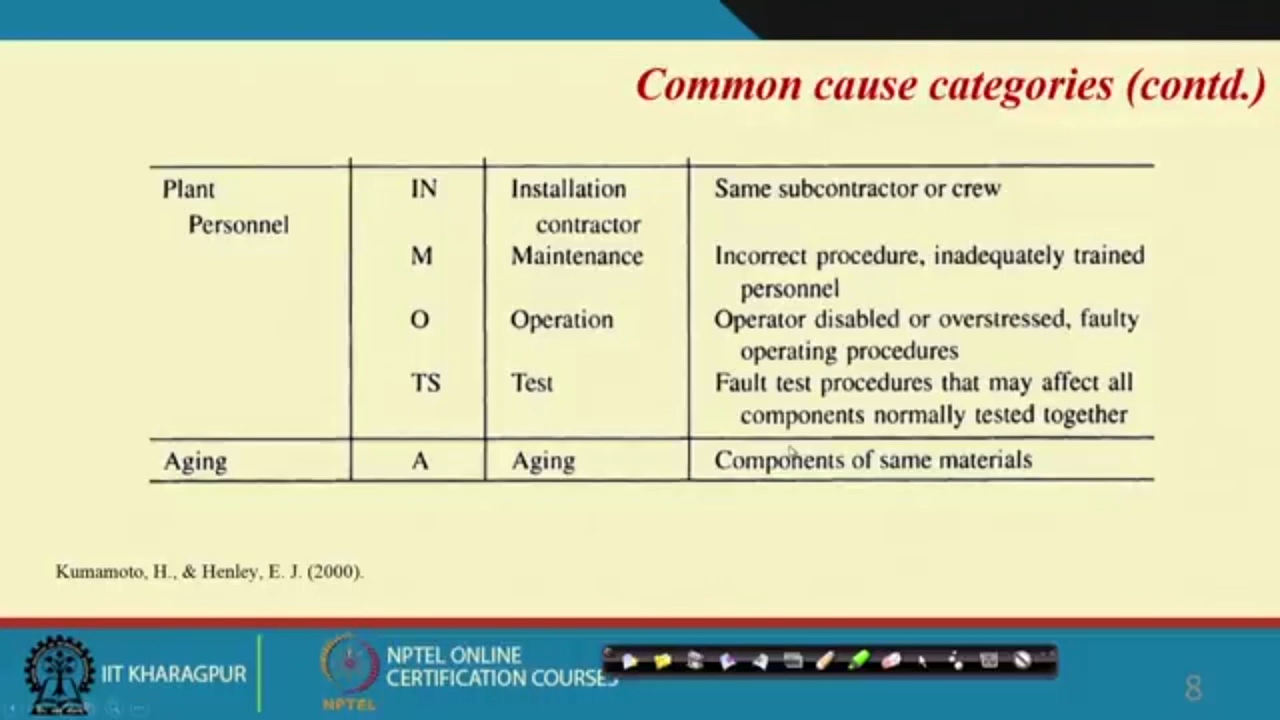 Common cause categories (contd.)
Plant IN Installation Same subcontractor or crew
Personnel contractor
M Maintenance Incorrect procedure, inadequately trained
personnel
O Operation Operator disabled or overstressed, faulty
operating procedures
TS Test Fault test procedures that may affect all
components normally tested together
Aging A Aging Components of same materials
Kumamoto, H., & Henley, E. J. (2000).
IIT KHARAGPUR
NPTEL
NPTEL ONLINE
CERTIFICATION COURSES
8